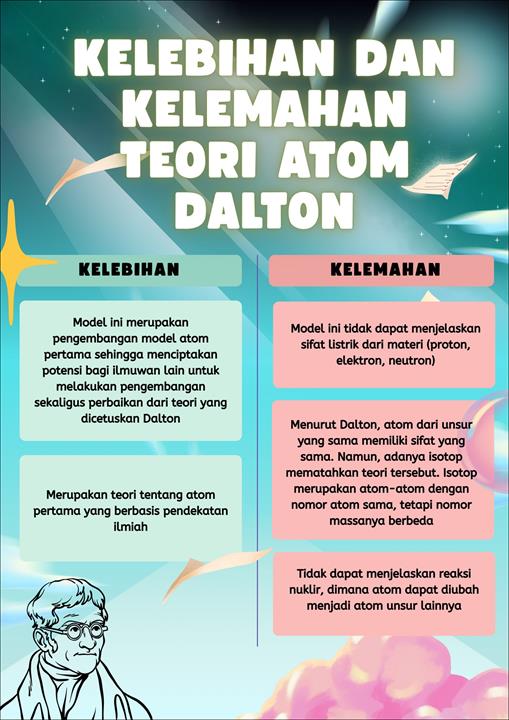 KELEBIHAN DAN
KELEMAHAN
TEORI ATOM
DALTON
KELEBIHAN
Model ini merupakan
pengembangan model atom
pertama sehingga menciptakan
potensi bagi ilmuwan lain untuk
melakukan pengembangan
sekaligus perbaikan dari teori yang
dicetuskan Dalton
Merupakan teori tentang atom
pertama yang berbasis pendekatan
ilmiah
KELEMAHAN
Model ini tidak dapat menjelaskan
sifat listrik dari materi (proton,
elektron, neutron)
Menurut Dalton, atom dari unsur
yang sama memiliki sifat yang
sama. Namun, adanya isotop
mematahkan teori tersebut. Isotop
merupakan atom-atom dengan
nomor atom sama, tetapi nomor
massanya berbeda
Tidak dapat menjelaskan reaksi
nuklir, dimana atom dapat diubah
menjadi atom unsur lainnya